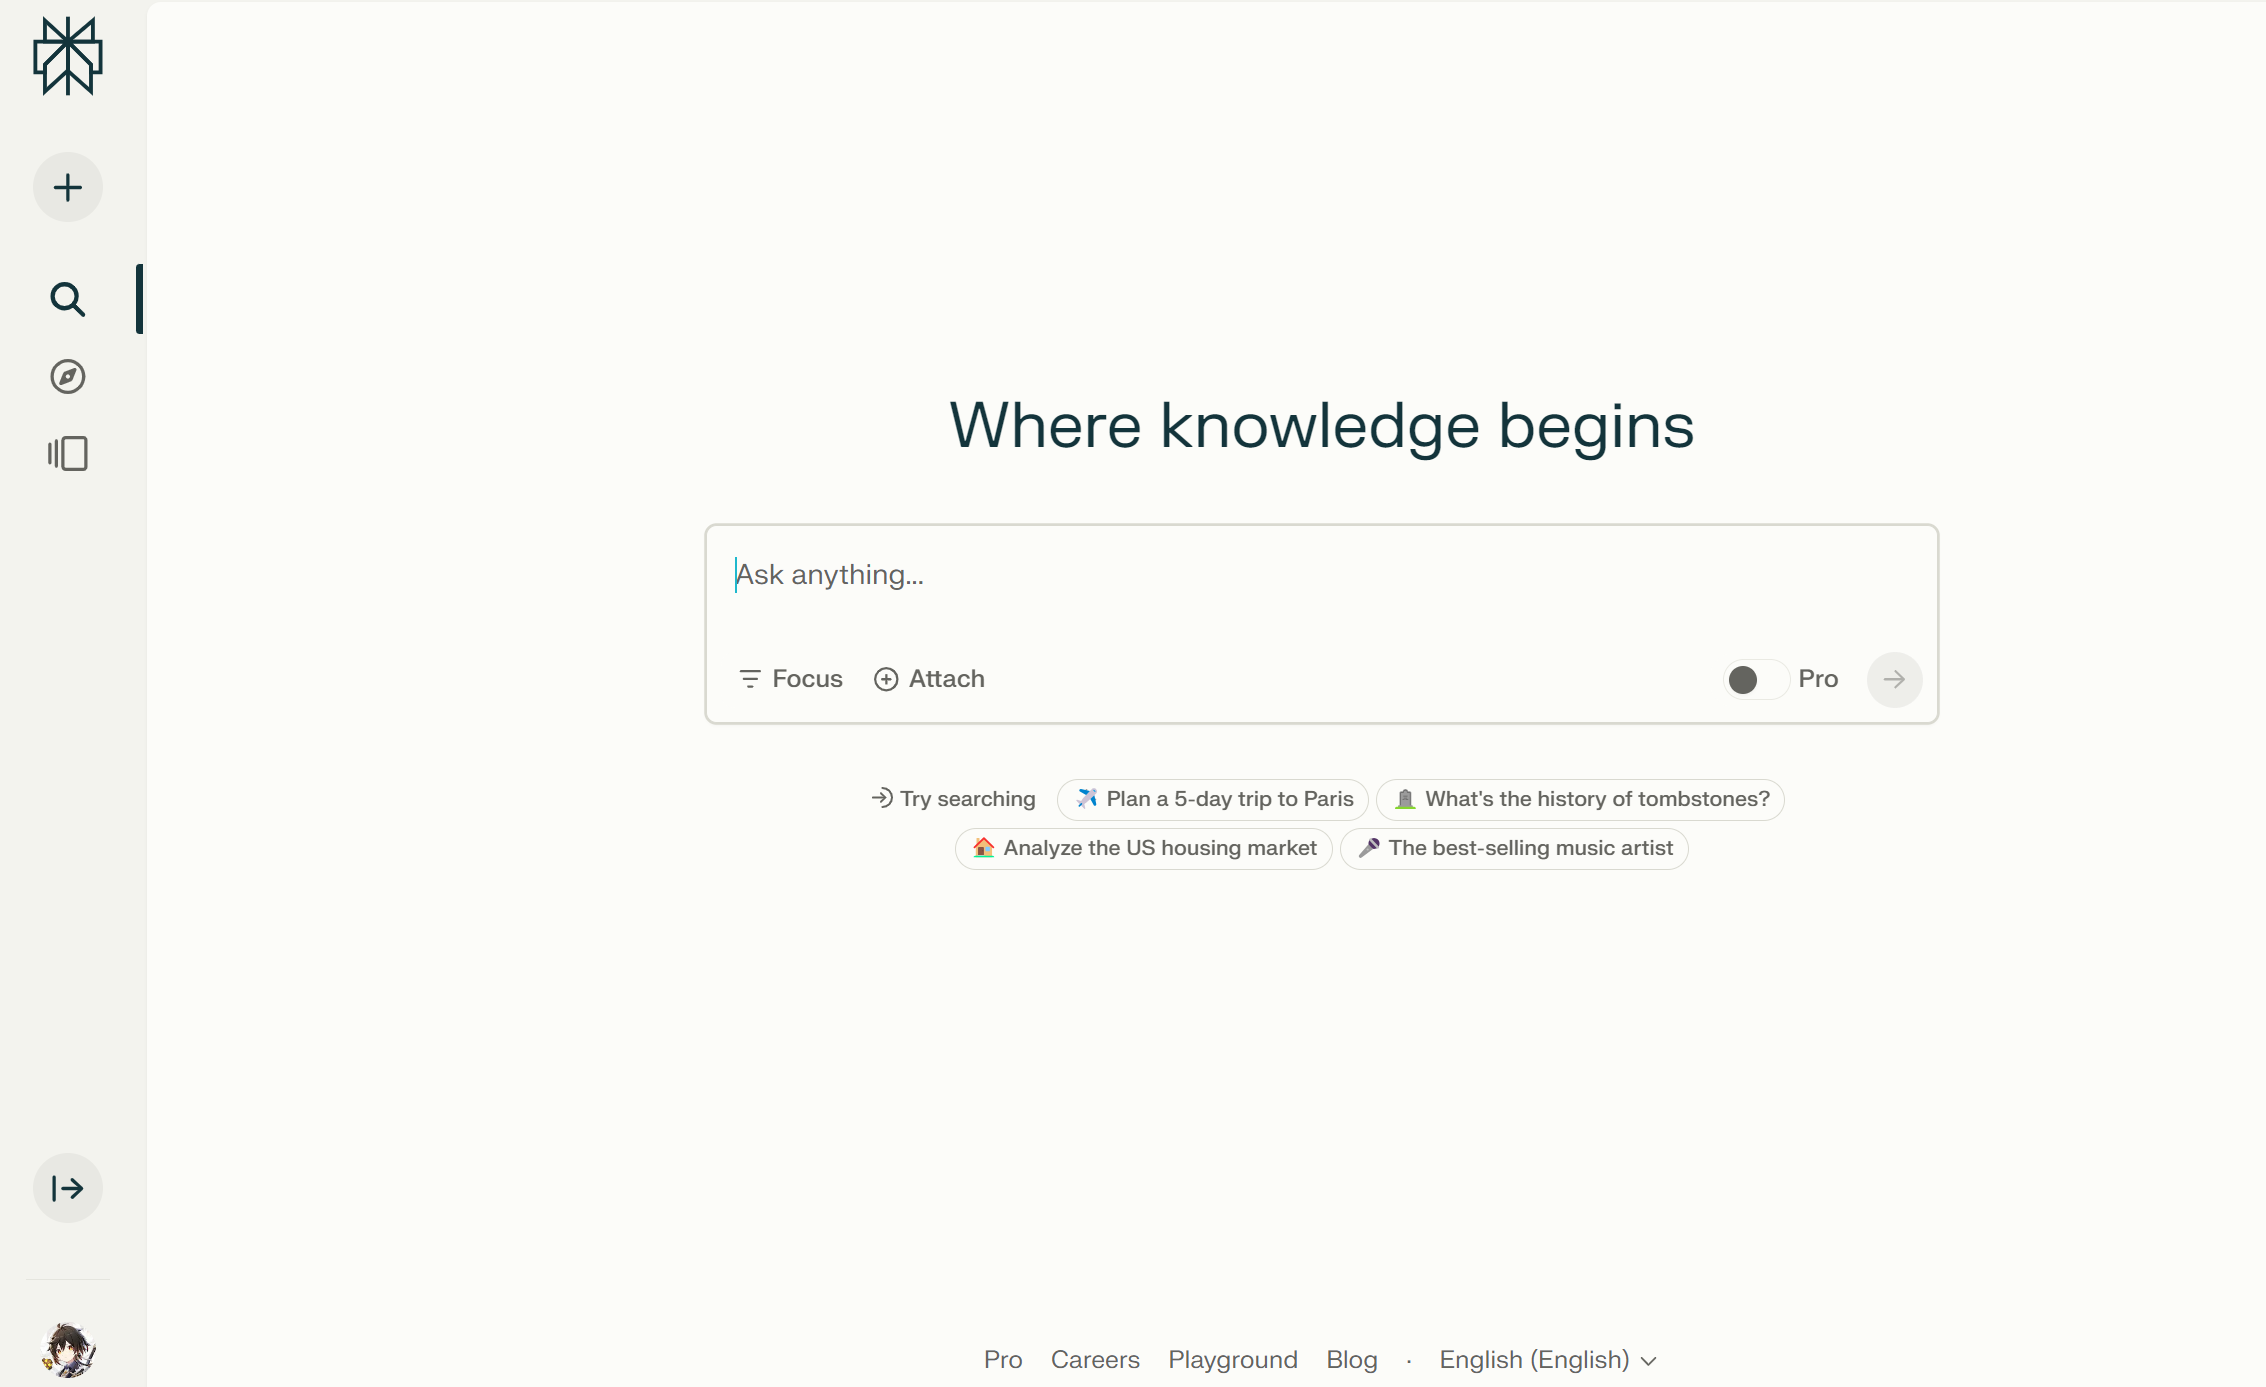 Where knowledge begins
Ask anything...
Focus Attach Pro
Try searching Plan a 5-day trip to Paris What's the history of tombstones?
Analyze the US housing market The best-selling music artist
Pro Careers Playground Blog · English (English)